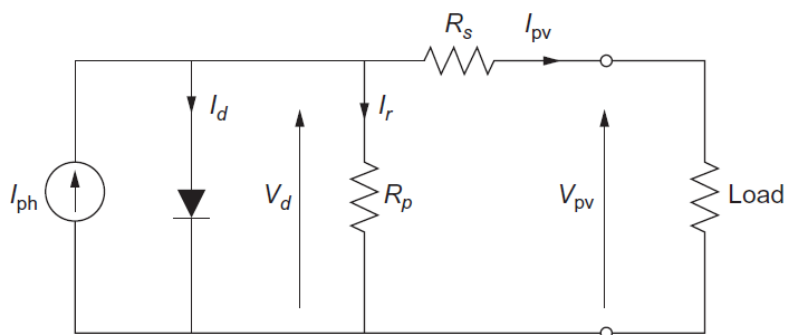 R_s
I_pv
I_d
I_r
I_ph
V_d
R_p
V_pv
Load